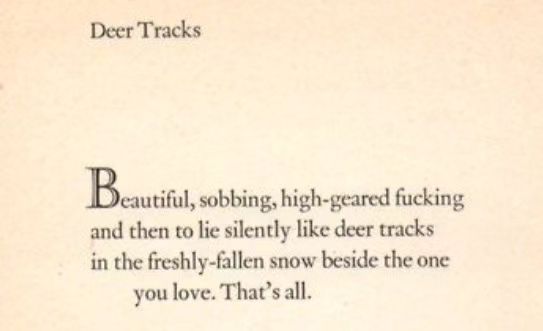 Deer Tracks
Beautiful, sobbing, high-geared fucking
and then to lie silently like deer tracks
in the freshly-fallen snow beside the one
you love. That's all.